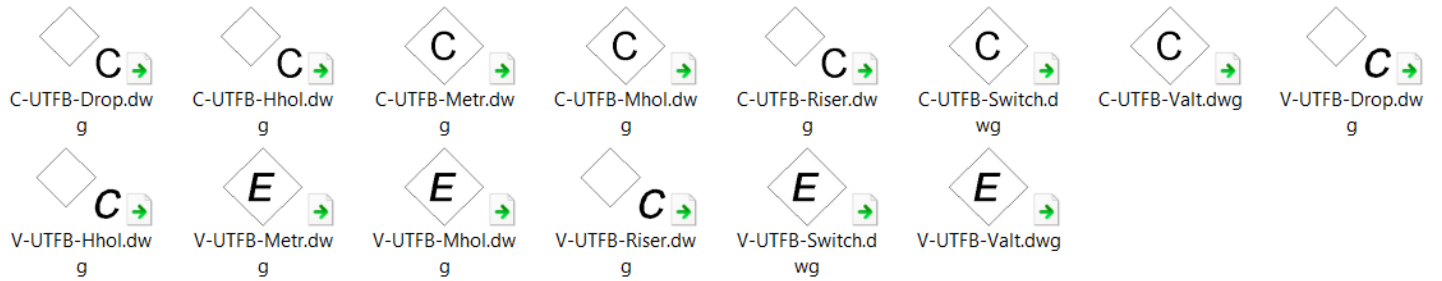 C C C C C C C C
C-UTFB-Drop.dw C-UTFB-Hhol.dw C-UTFB-Metr.dw C-UTFB-Mhol.dw C-UTFB-Riser.dw C-UTFB-Switch.d C-UTFB-Valt.dwg V-UTFB-Drop.dw
g g g g g wg g
C E E C E E
V-UTFB-Hhol.dw V-UTFB-Metr.dw V-UTFB-Mhol.dw V-UTFB-Riser.dw V-UTFB-Switch.d V-UTFB-Valt.dwg
g g g g wg